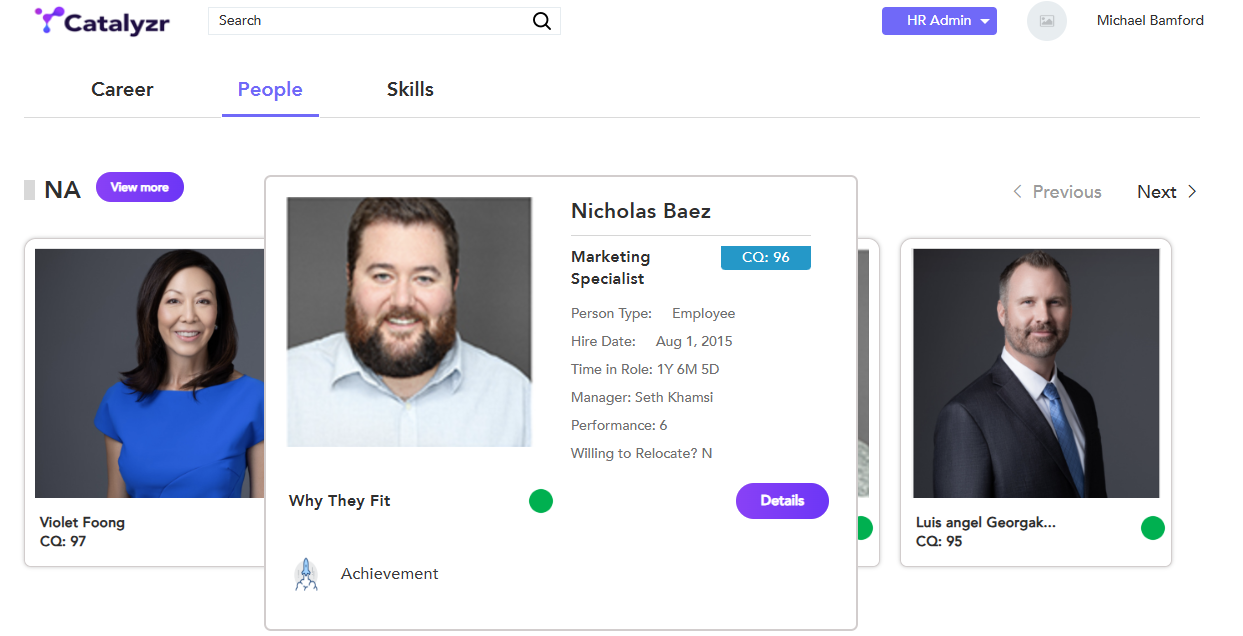 Catalyzr
Search
HR Admin
Michael Bamford
Career
People
Skills
NA
View more
Previous
Next
Nicholas Baez
Marketing
Specialist
CQ: 96
Person Type: Employee
Hire Date: Aug 1, 2015
Time in Role: 1Y 6M 5D
Manager: Seth Khamsi
Performance: 6
Willing to Relocate? N
Why They Fit
Details
Achievement
Violet Foong
CQ: 97
Luis angel Georgak...
CQ: 95